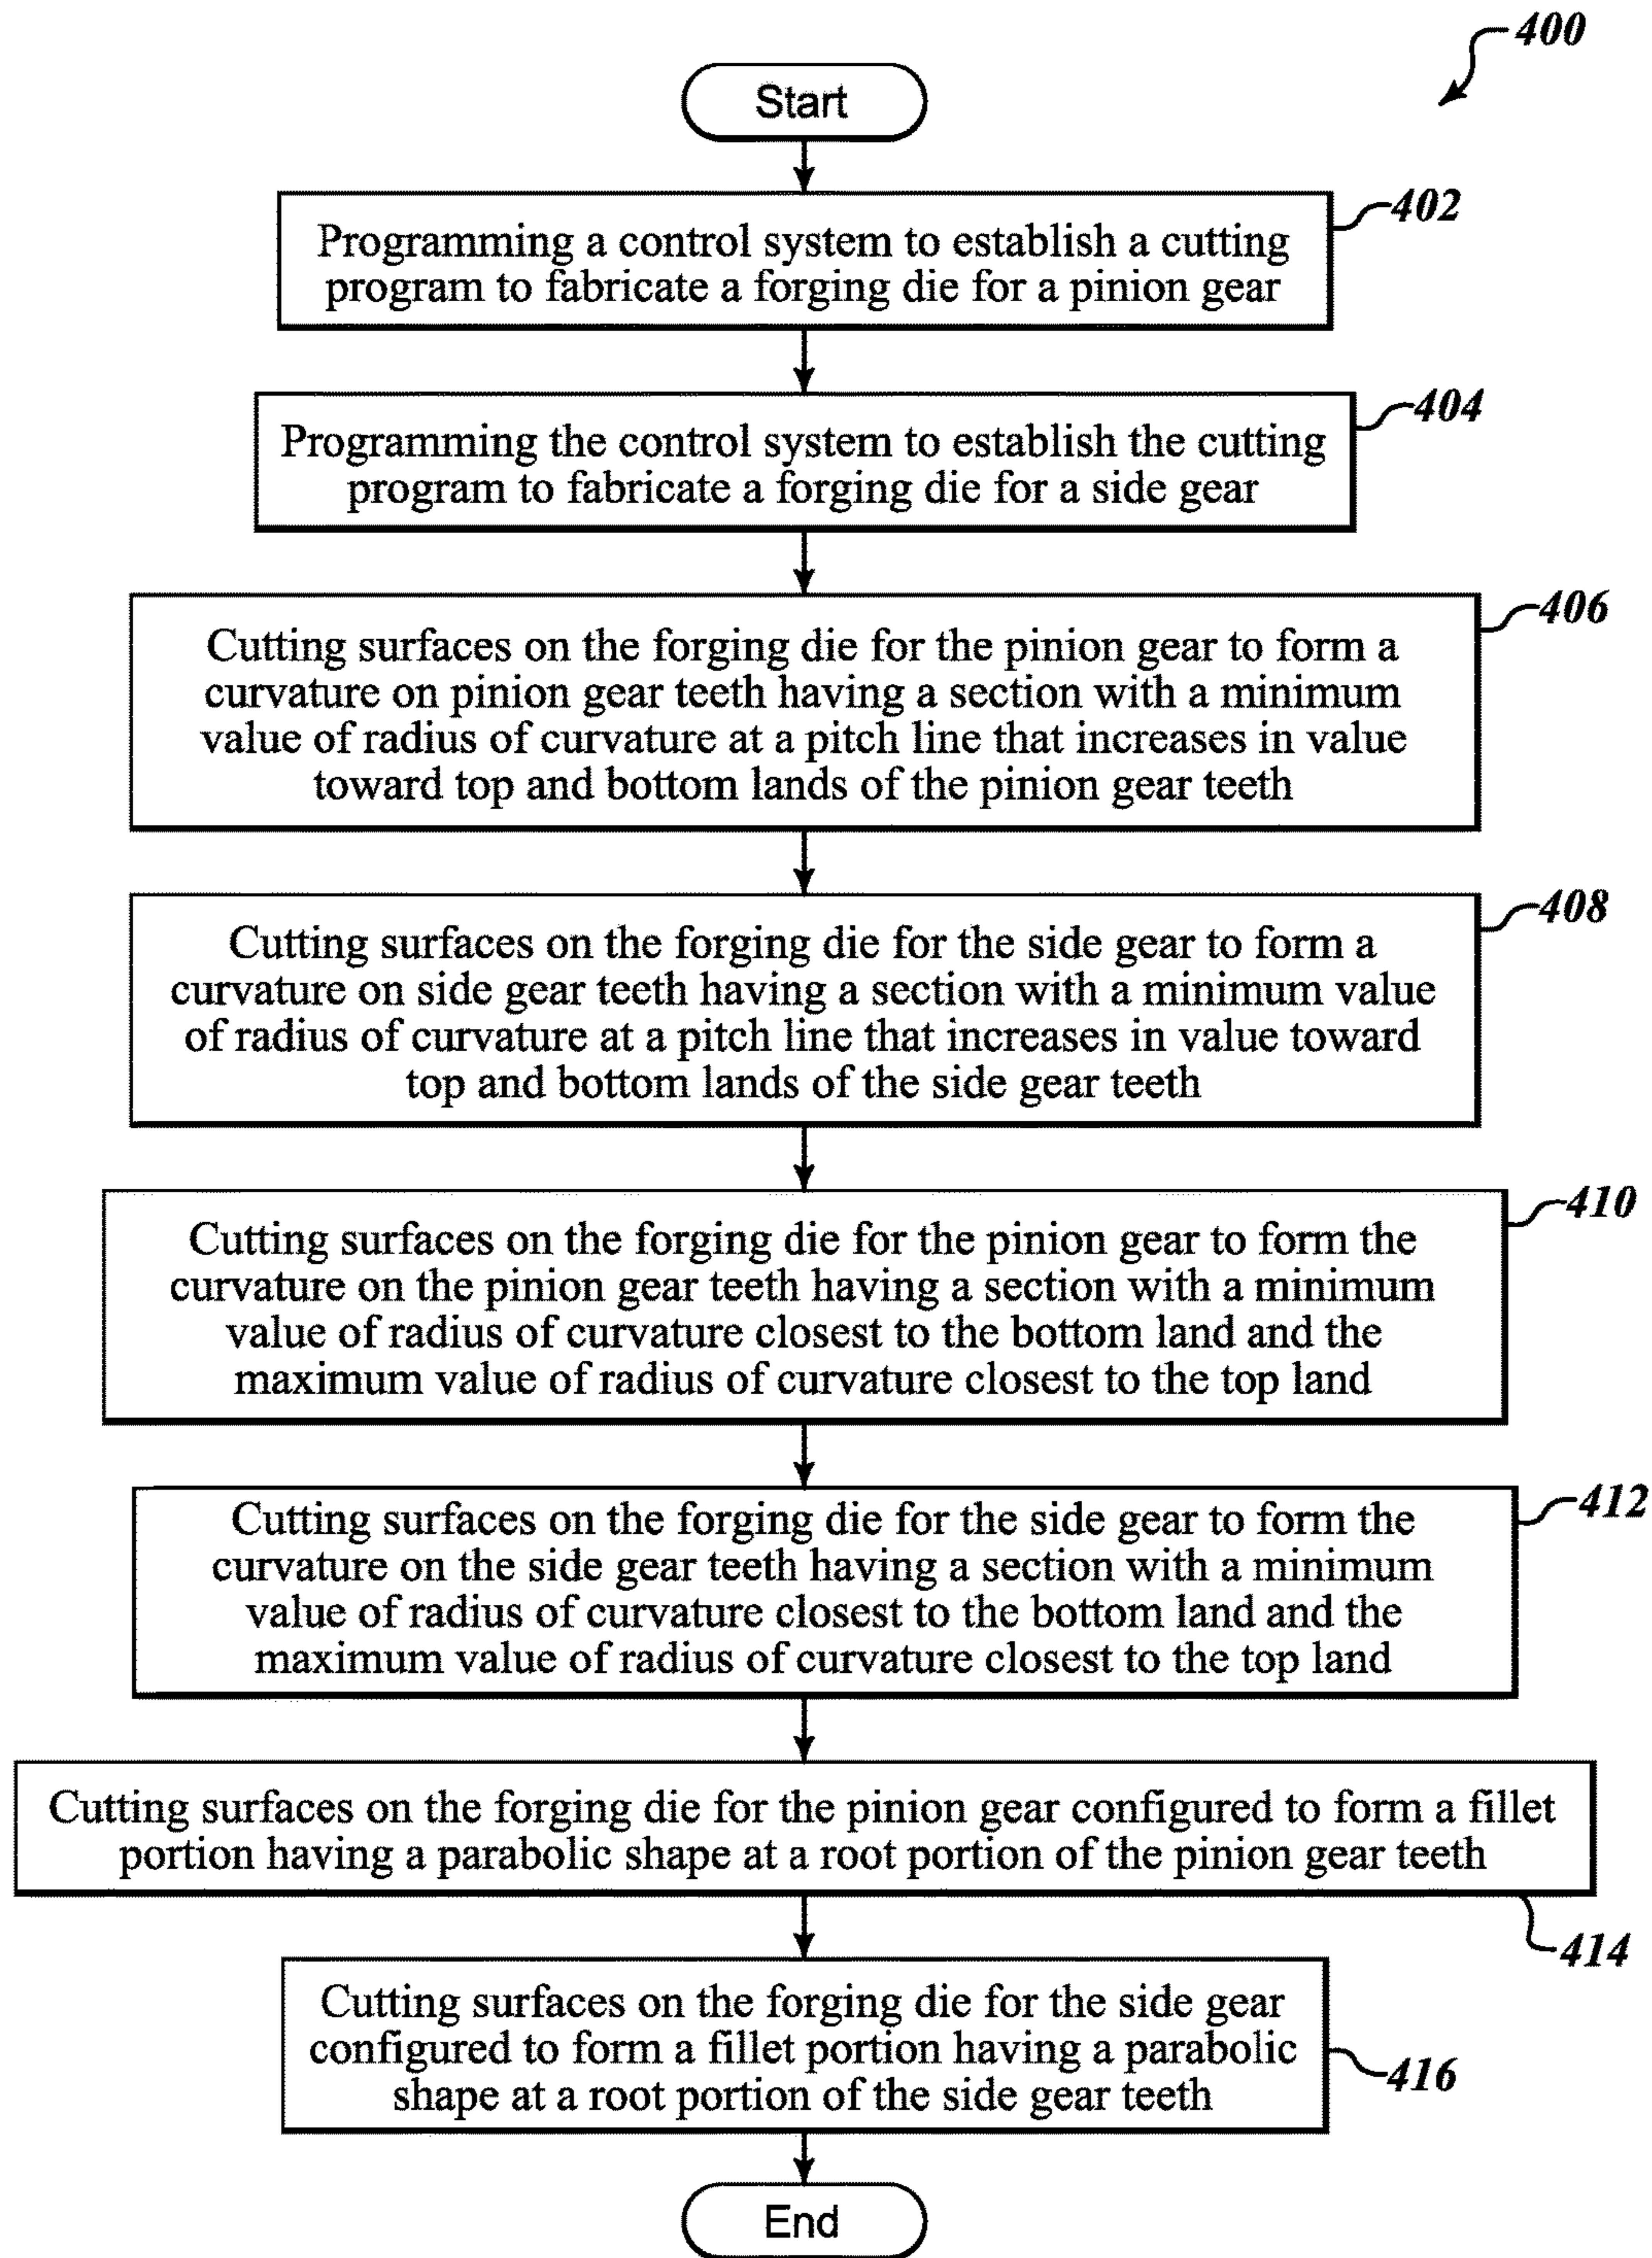 400
Start
402
Programming a control system to establish a cutting
program to fabricate a forging die for a pinion gear
404
Programming the control system to establish the cutting
program to fabricate a forging die for a side gear
406
Cutting surfaces on the forging die for the pinion gear to form a
curvature on pinion gear teeth having a section with a minimum
value of radius of curvature at a pitch line that increases in value
toward top and bottom lands of the pinion gear teeth
408
Cutting surfaces on the forging die for the side gear to form a
curvature on side gear teeth having a section with a minimum value
of radius of curvature at a pitch line that increases in value toward
top and bottom lands of the side gear teeth
410
Cutting surfaces on the forging die for the pinion gear to form the
curvature on the pinion gear teeth having a section with a minimum
value of radius of curvature closest to the bottom land and the
maximum value of radius of curvature closest to the top land
412
Cutting surfaces on the forging die for the side gear to form the
curvature on the side gear teeth having a section with a minimum
value of radius of curvature closest to the bottom land and the
maximum value of radius of curvature closest to the top land
Cutting surfaces on the forging die for the pinion gear configured to form a fillet
portion having a parabolic shape at a root portion of the pinion gear teeth
414
Cutting surfaces on the forging die for the side gear
configured to form a fillet portion having a parabolic
shape at a root portion of the side gear teeth
416
End